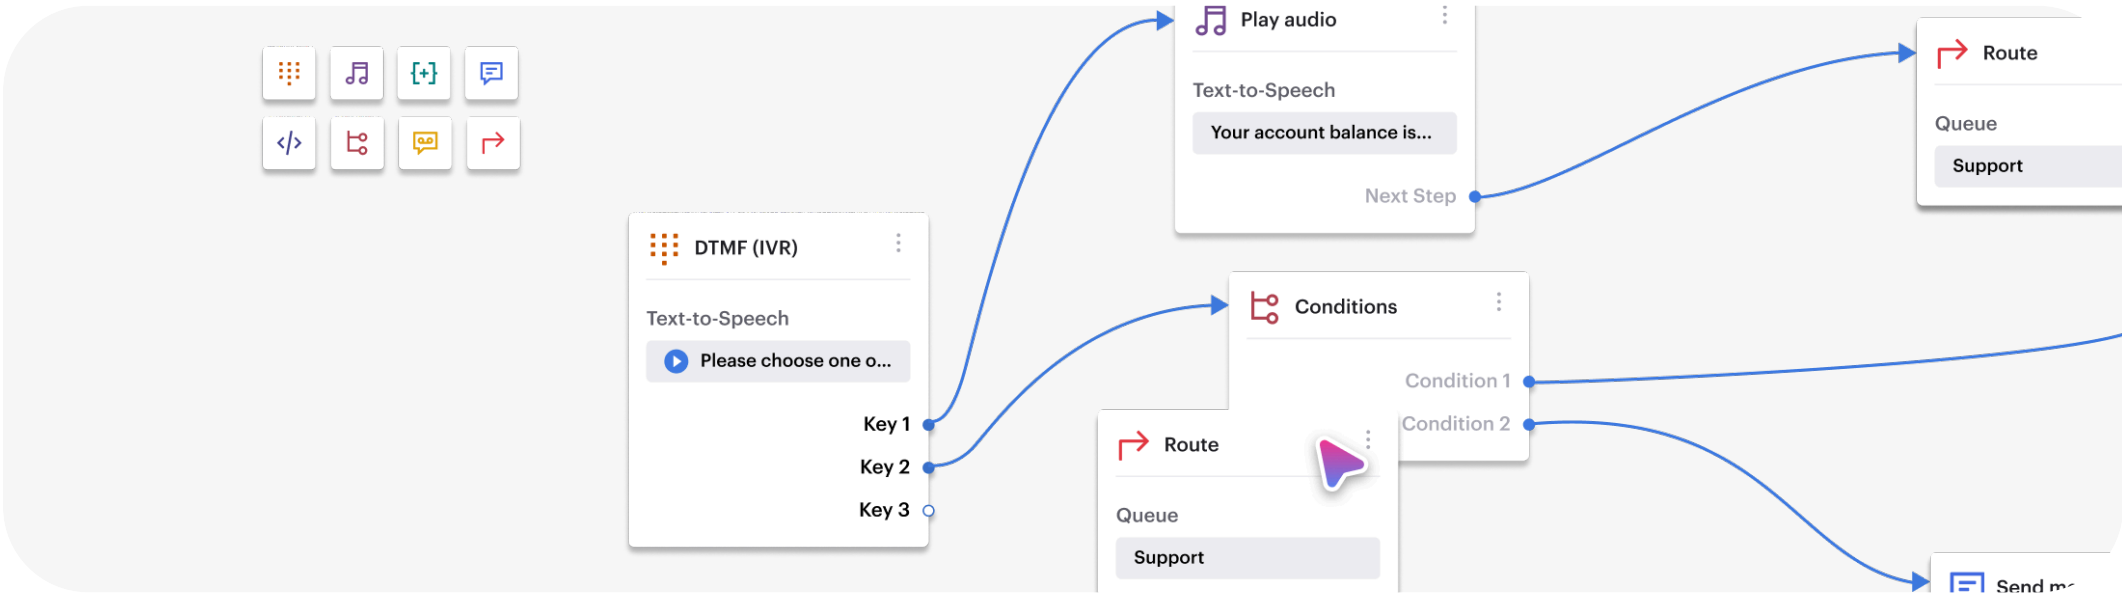 Play audio
Text-to-Speech
Your account balance is...
Next Step
Route
Queue
Support
DTMF (IVR)
Text-to-Speech
Please choose one o...
Key 1
Key 2
Key 3
Conditions
Condition 1
Condition 2
Route
Queue
Support
Send